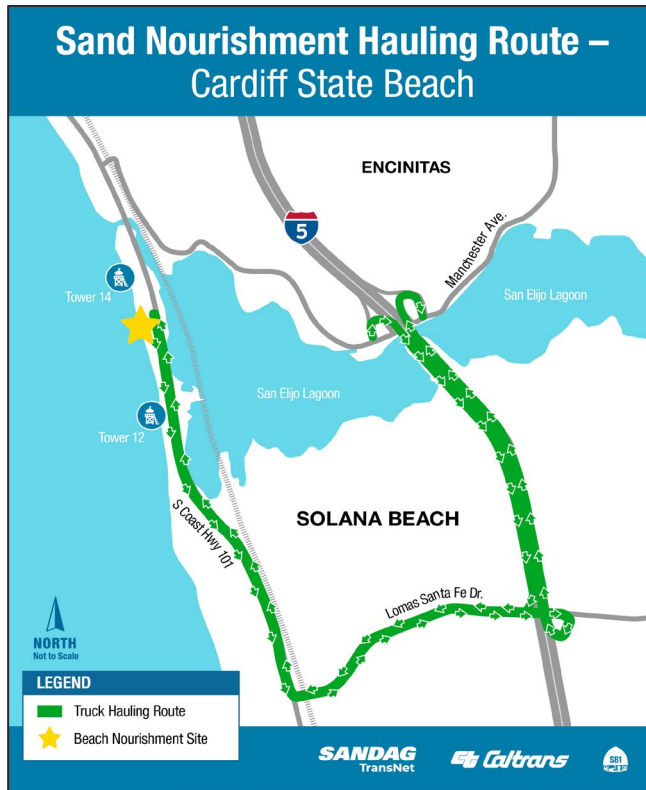 Sand Nourishment Hauling Route –
Cardiff State Beach
ENCINITAS
5
Manchester Ave.
San Elijo Lagoon
Tower 14
San Elijo Lagoon
Tower 12
SOLANA BEACH
S Coast Hwy 101
Lomas Santa Fe Dr.
NORTH
Not to Scale
LEGEND
Truck Hauling Route
Beach Nourishment Site
SANDAG
TransNet
Caltrans
SB1